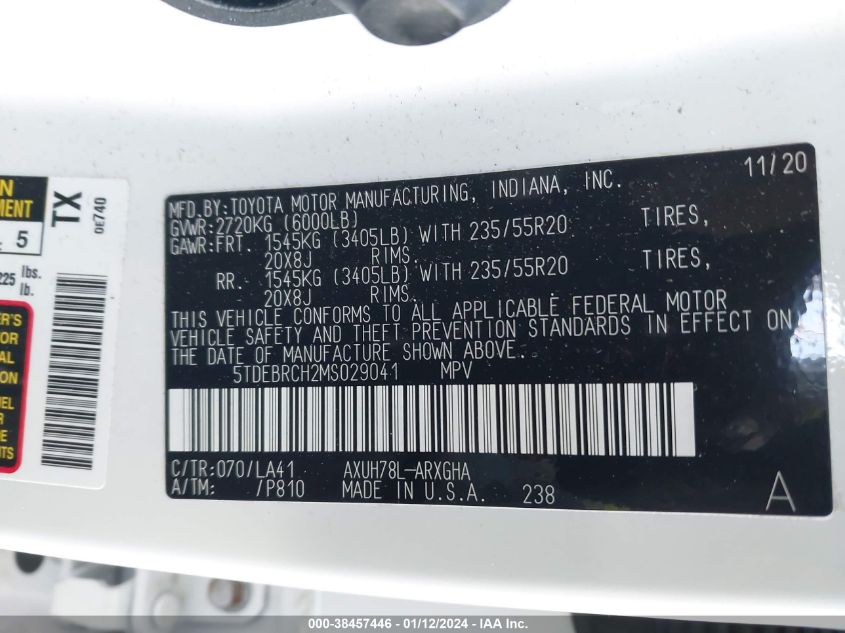 11/20
MFD.BY:TOYOTA MOTOR MANUFACTURING, INDIANA, INC.
GVWR:2720KG (6000LB)
GAWR:FRT. 1545KG (3405LB) WITH 235/55R20 TIRES,
20X8J RIMS
RR. 1545KG (3405LB) WITH 235/55R20 TIRES,
20X8J RIMS.
THIS VEHICLE CONFORMS TO ALL APPLICABLE FEDERAL MOTOR
VEHICLE SAFETY AND THEFT PREVENTION STANDARDS IN EFFECT ON
THE DATE OF MANUFACTURE SHOWN ABOVE.
5TDEBRCH2MS029041 MPV
C/TR:070/LA41 AXUH78L-ARXGHA
A/TM: /P810 MADE IN U.S.A. 238
A
TX
0E740
5
225 lbs.
lb.
000-38457446 - 01/12/2024 - IAA Inc.